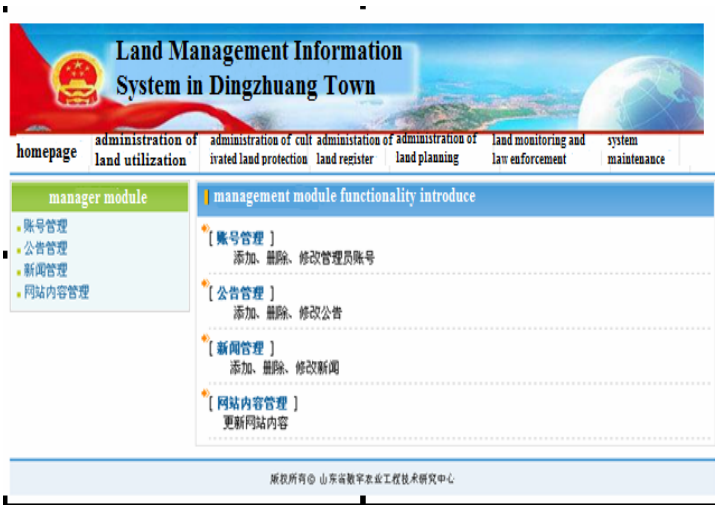 Land Management Information
System in Dingzhuang Town
homepage
administration of
land utilization
administration of cult
ivated land protection
administation of
land register
administration of
land planning
land monitoring and
law enforcement
system
maintenance
manager module
账号管理
公告管理
新闻管理
网站内容管理
management module functionality introduce
[ 账号管理 ]
添加、删除、修改管理员账号
[ 公告管理 ]
添加、删除、修改公告
[ 新闻管理 ]
添加、删除、修改新闻
[ 网站内容管理 ]
更新网站内容
版权所有© 山东省数字农业工程技术研究中心